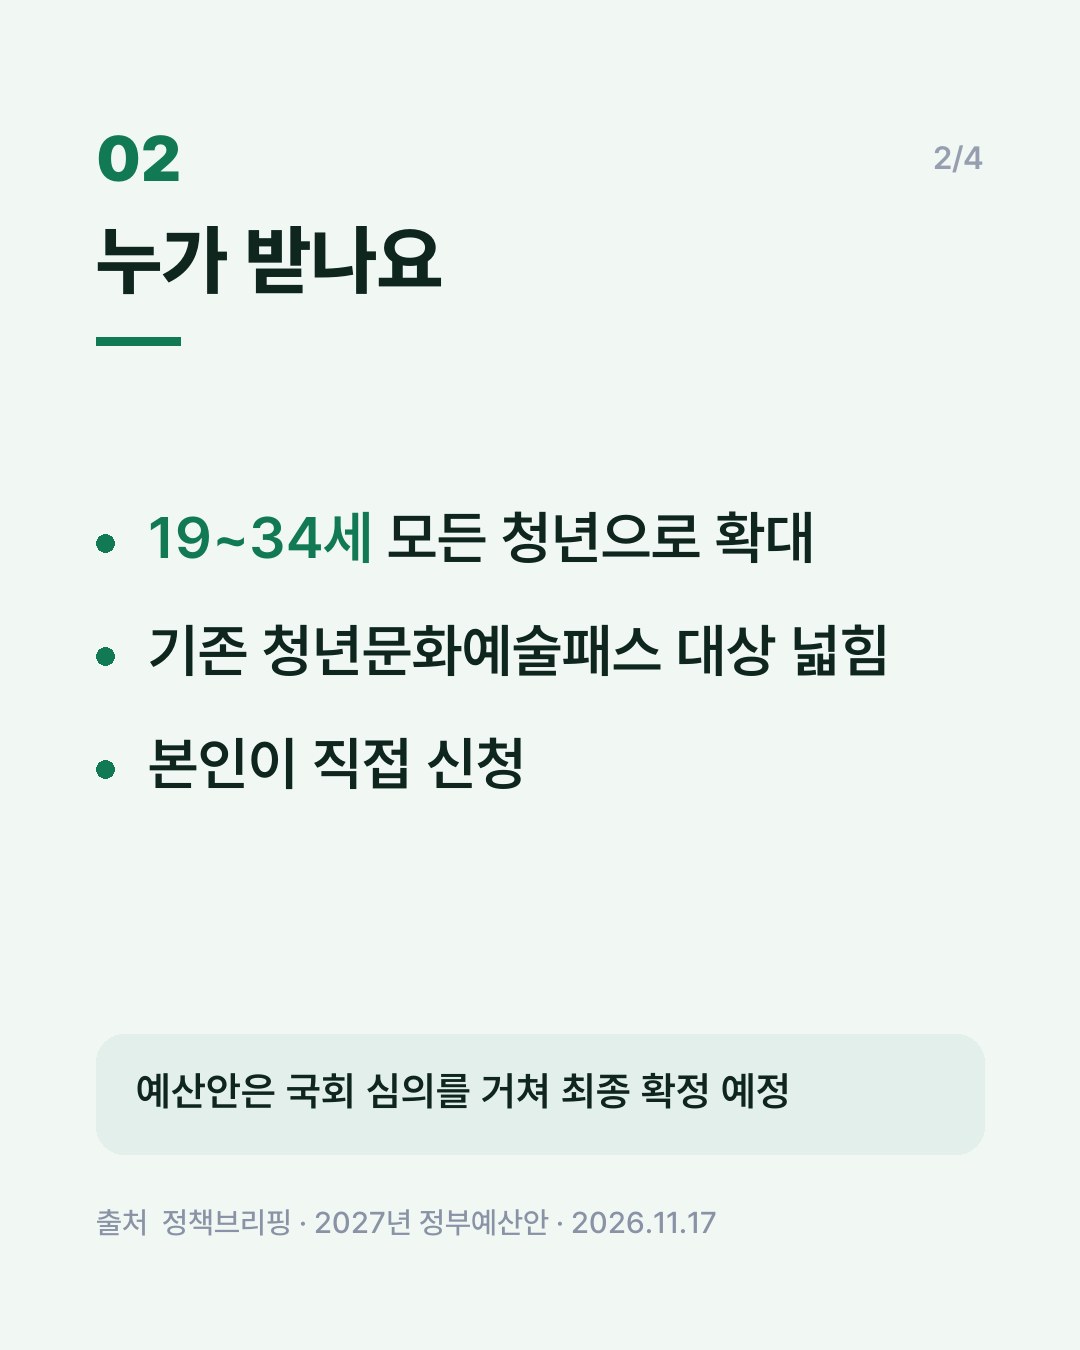 02
2/4
누가 받나요
19~34세 모든 청년으로 확대
기존 청년문화예술패스 대상 넓힘
본인이 직접 신청
예산안은 국회 심의를 거쳐 최종 확정 예정
출처 정책브리핑 · 2027년 정부예산안 · 2026.11.17